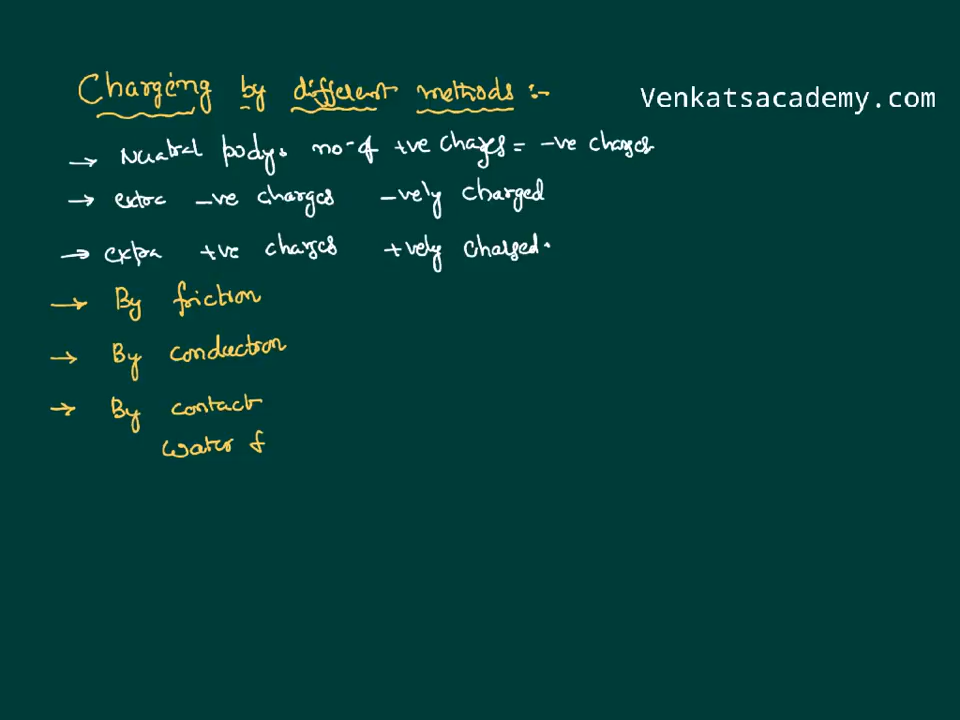 Charging by different methods :-
Venkatsacademy.com
→ Neutral body. no. of +ve charges = -ve charges
→ extra -ve charges -vely charged
→ extra +ve charges +vely charged.
→ By friction
→ By conduction
→ By contact
Water f